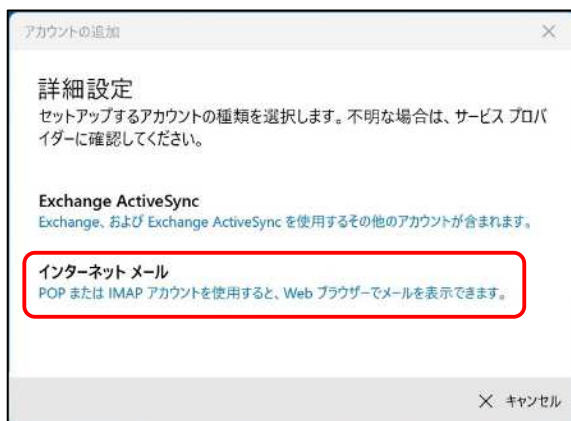 アカウントの追加
詳細設定
セットアップするアカウントの種類を選択します。不明な場合は、サービス プロバ
イダーに確認してください。
Exchange ActiveSync
Exchange、および Exchange ActiveSync を使用するその他のアカウントが含まれます。
インターネット メール
POP または IMAP アカウントを使用すると、Web ブラウザーでメールを表示できます。
キャンセル